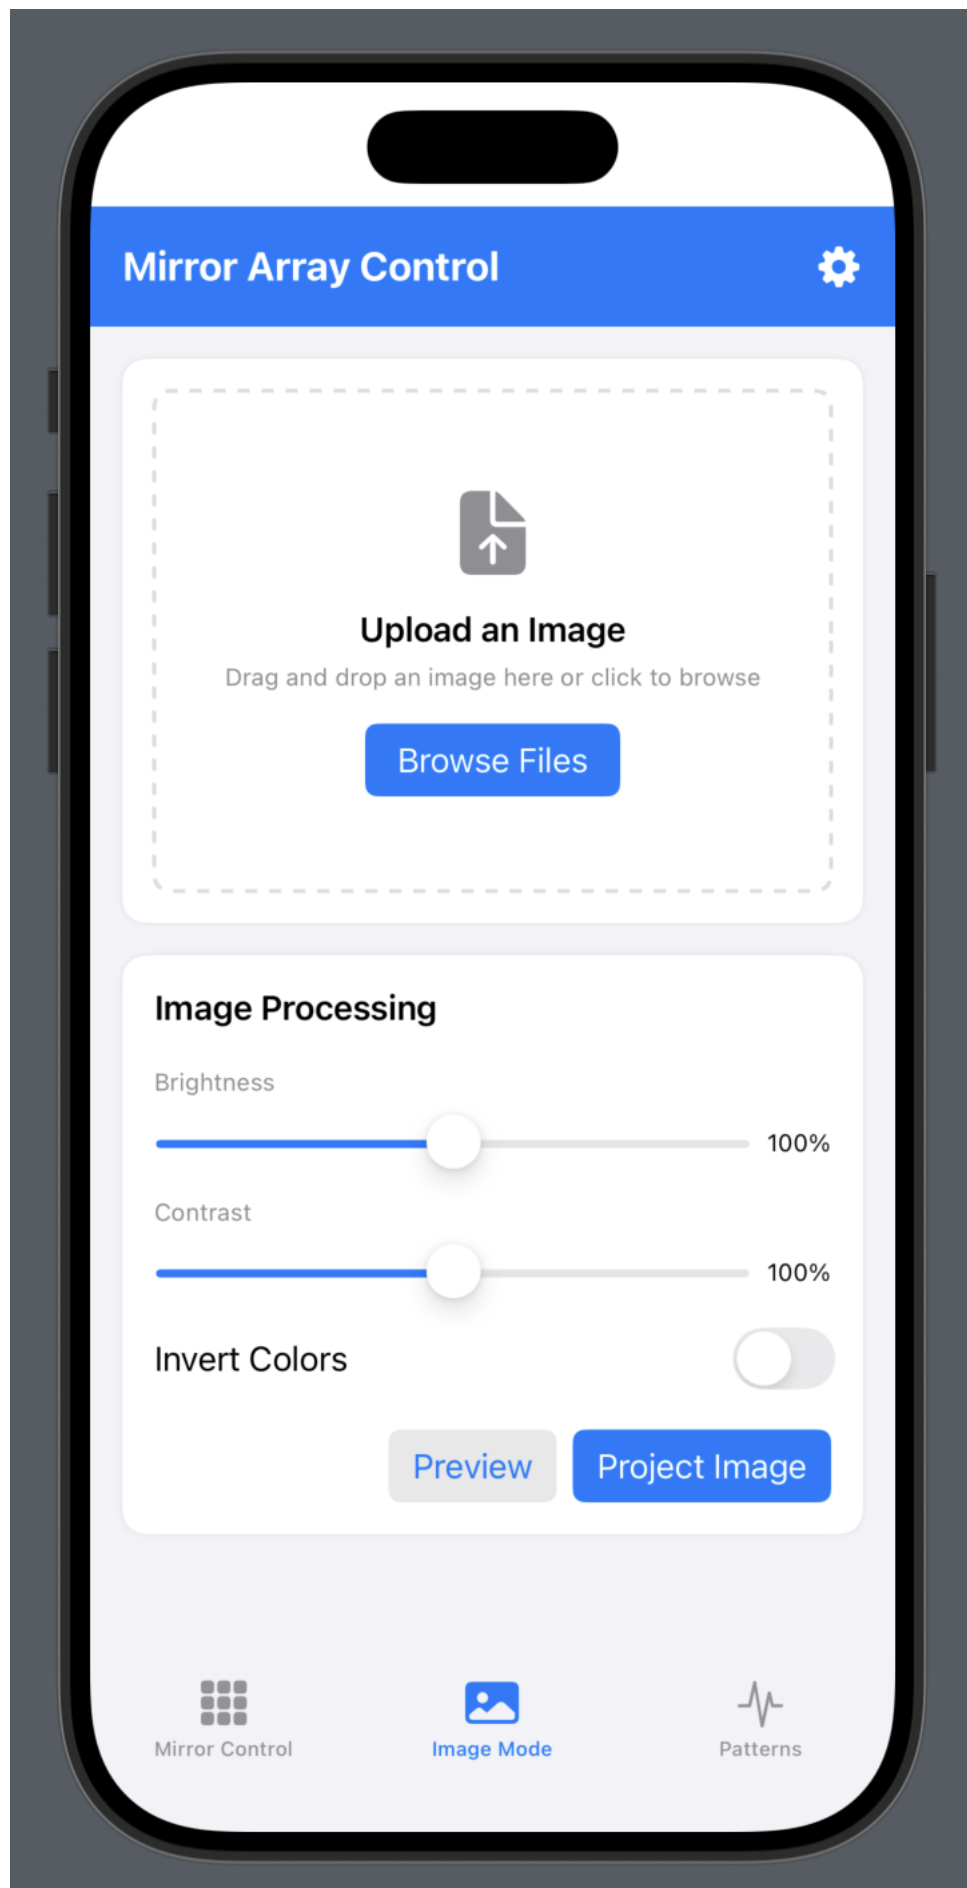 Mirror Array Control
Upload an Image
Drag and drop an image here or click to browse
Browse Files
Image Processing
Brightness
100%
Contrast
100%
Invert Colors
Preview
Project Image
Mirror Control
Image Mode
Patterns